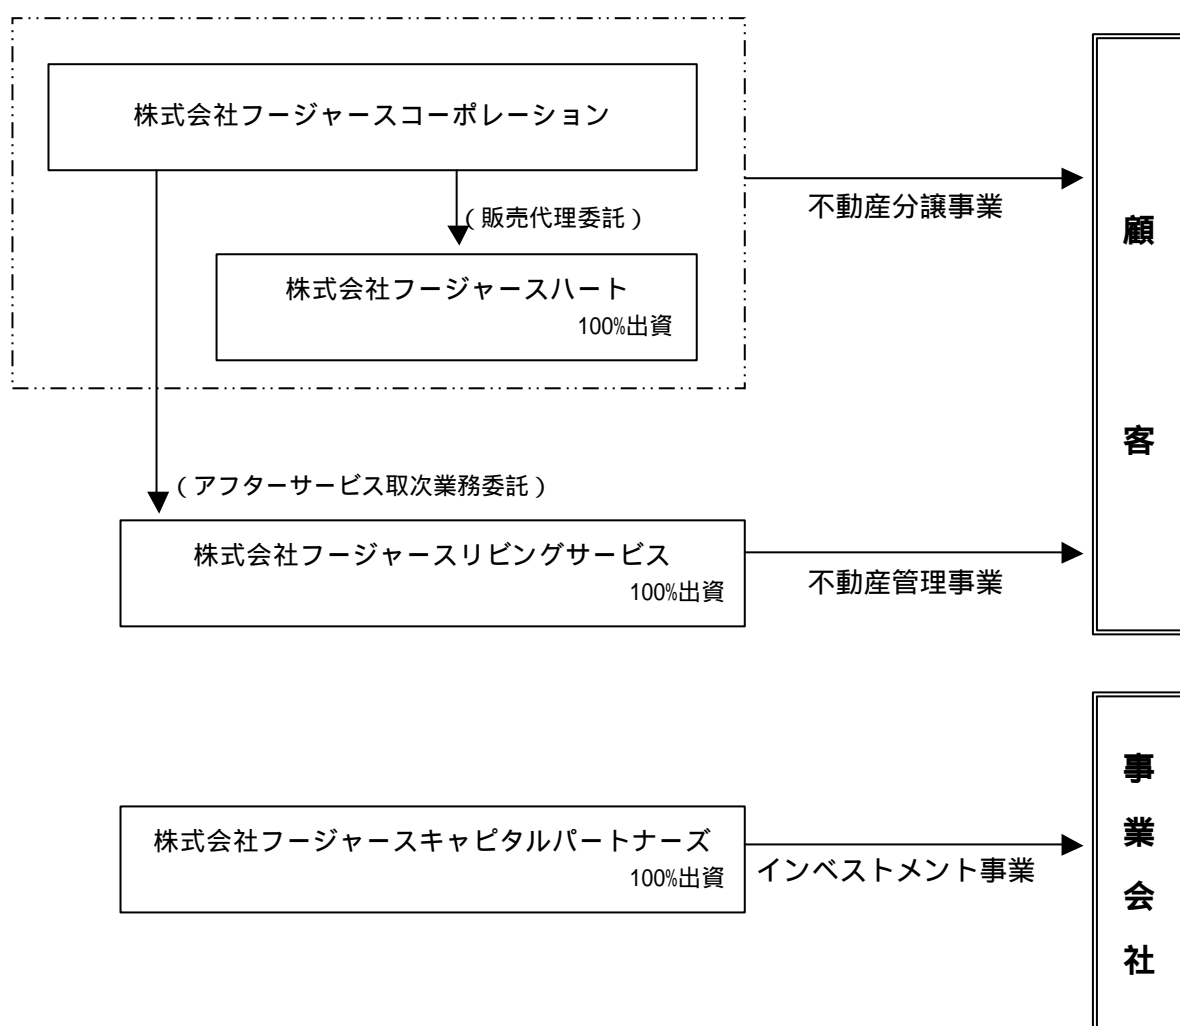 株式会社フージャースコーポレーション
(販売代理委託)
株式会社フージャースハート
100%出資
不動産分譲事業
顧客
(アフターサービス取次業務委託)
株式会社フージャースリビングサービス
100%出資
不動産管理事業
株式会社フージャースキャピタルパートナーズ
100%出資
インベストメント事業
事業会社